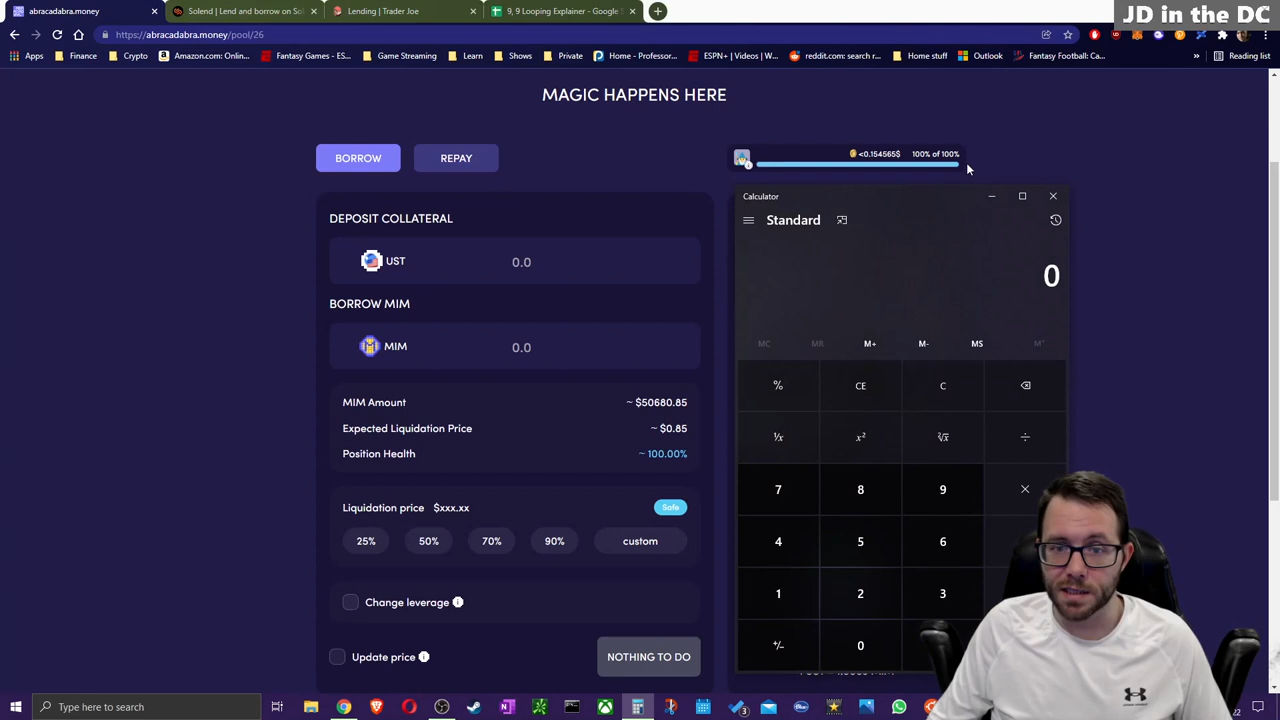 abracadabra.money
Solend | Lend and borrow on Sol
Lending | Trader Joe
9, 9 Looping Explainer - Google S
JD in the DC
https://abracadabra.money/pool/26
Apps
Finance
Crypto
Amazon.com: Onlin...
Fantasy Games - ES...
Game Streaming
Learn
Shows
Private
Home - Professor...
ESPN+ | Videos | W...
reddit.com: search r...
Home stuff
Outlook
Fantasy Football: Ca...
»
Reading list
MAGIC HAPPENS HERE
BORROW
REPAY
<0.154565$
100% of 100%
DEPOSIT COLLATERAL
UST
0.0
BORROW MIM
MIM
0.0
MIM Amount
~ $50680.85
Expected Liquidation Price
~ $0.85
Position Health
~ 100.00%
Liquidation price $xxx.xx
Safe
25%
50%
70%
90%
custom
Change leverage
Update price
NOTHING TO DO
Calculator
Standard
0
MC
MR
M+
M-
MS
%
CE
C
¹/x
x²
²√x
÷
7
8
9
×
4
5
6
1
2
3
+/-
0
Type here to search
22